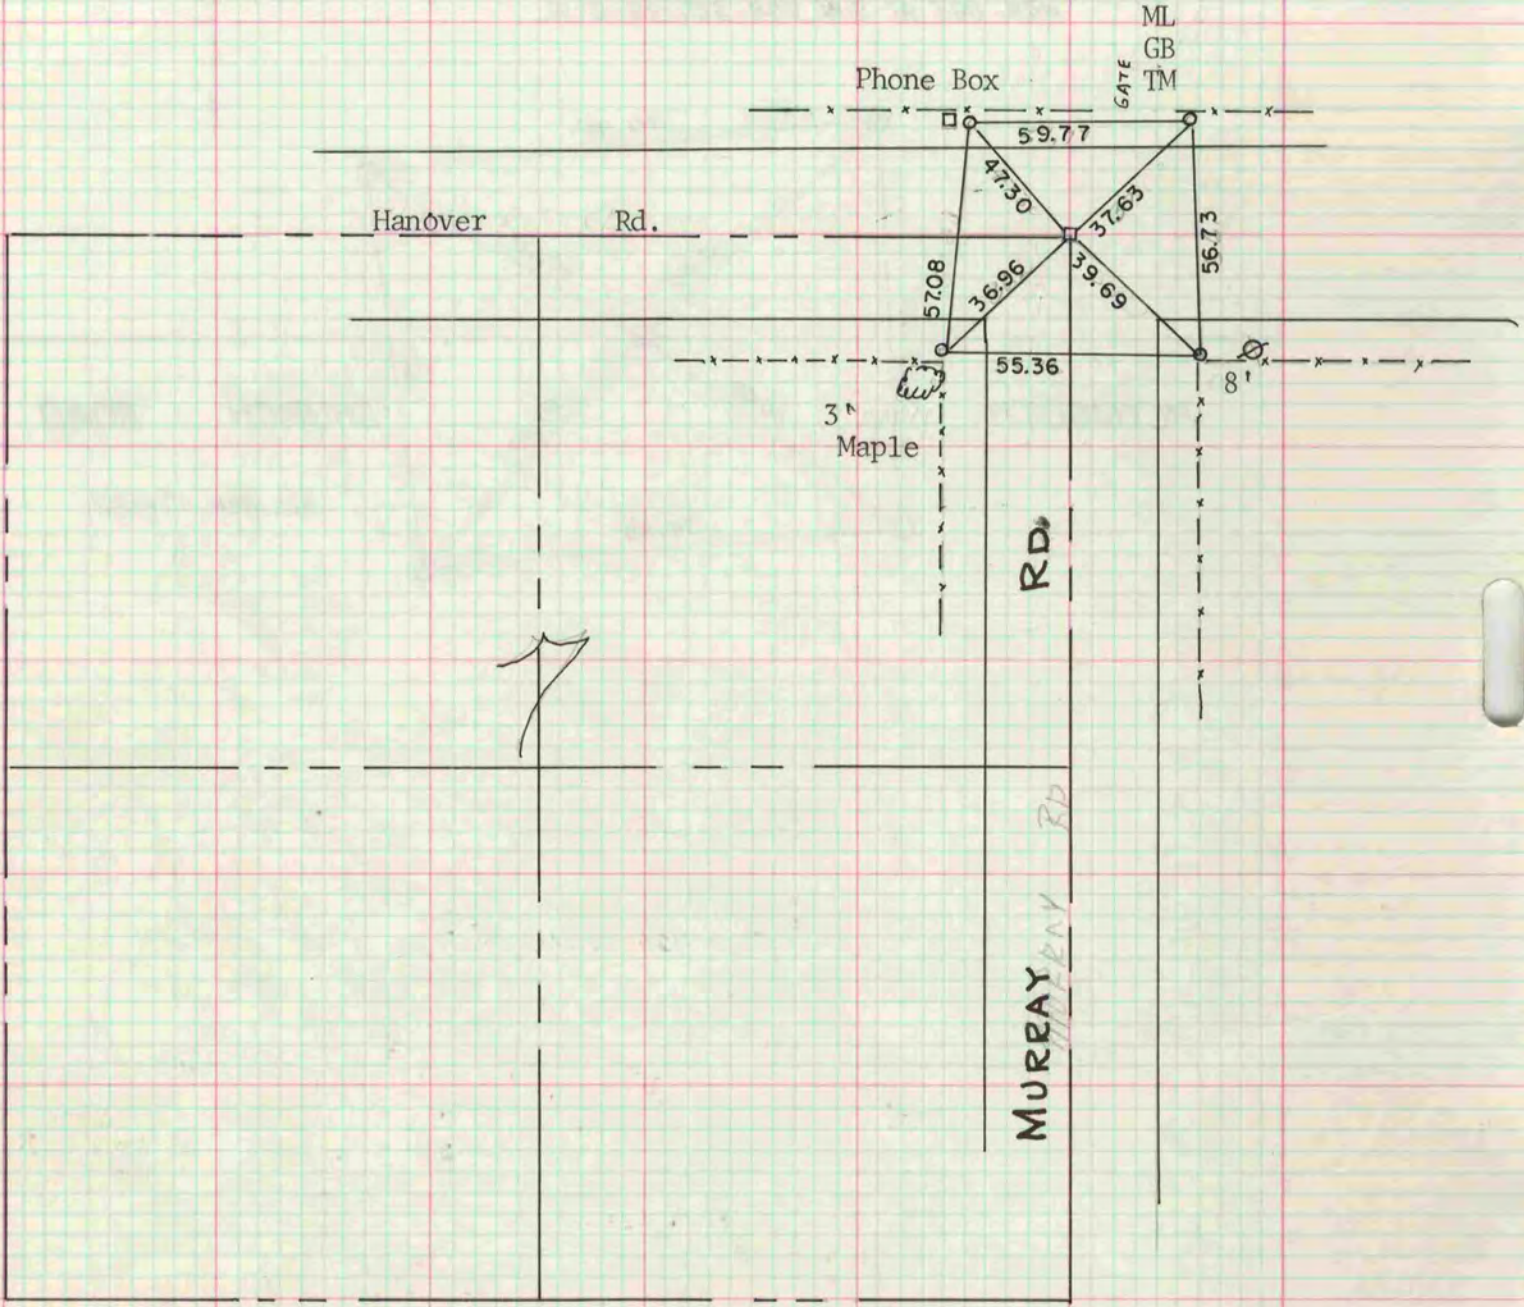 ML
GB
TM
GATE
Phone Box
59.77
47.30
37.63
Hanover Rd.
57.08
36.96
39.69
56.73
55.36
8'
3"
Maple
MURRAY RD.
MURRAY RD
7